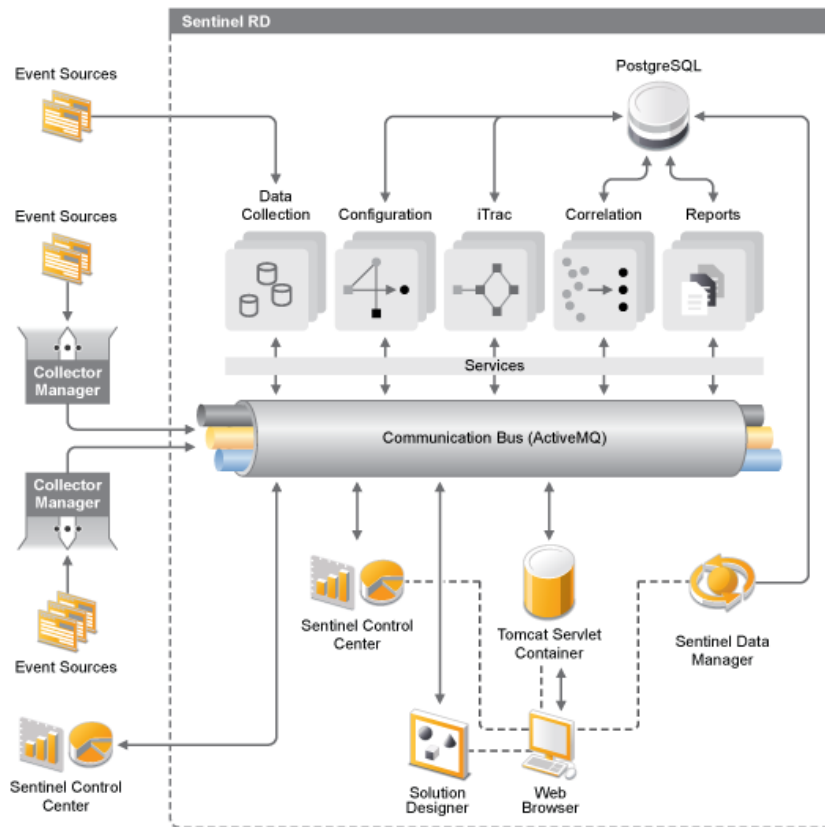 Sentinel RD
Event Sources
PostgreSQL
Data
Collection
Configuration
iTrac
Correlation
Reports
Event Sources
Services
Collector
Manager
Communication Bus (ActiveMQ)
Collector
Manager
Event Sources
Sentinel Control
Center
Tomcat Servlet
Container
Sentinel Data
Manager
Sentinel Control
Center
Solution
Designer
Web
Browser